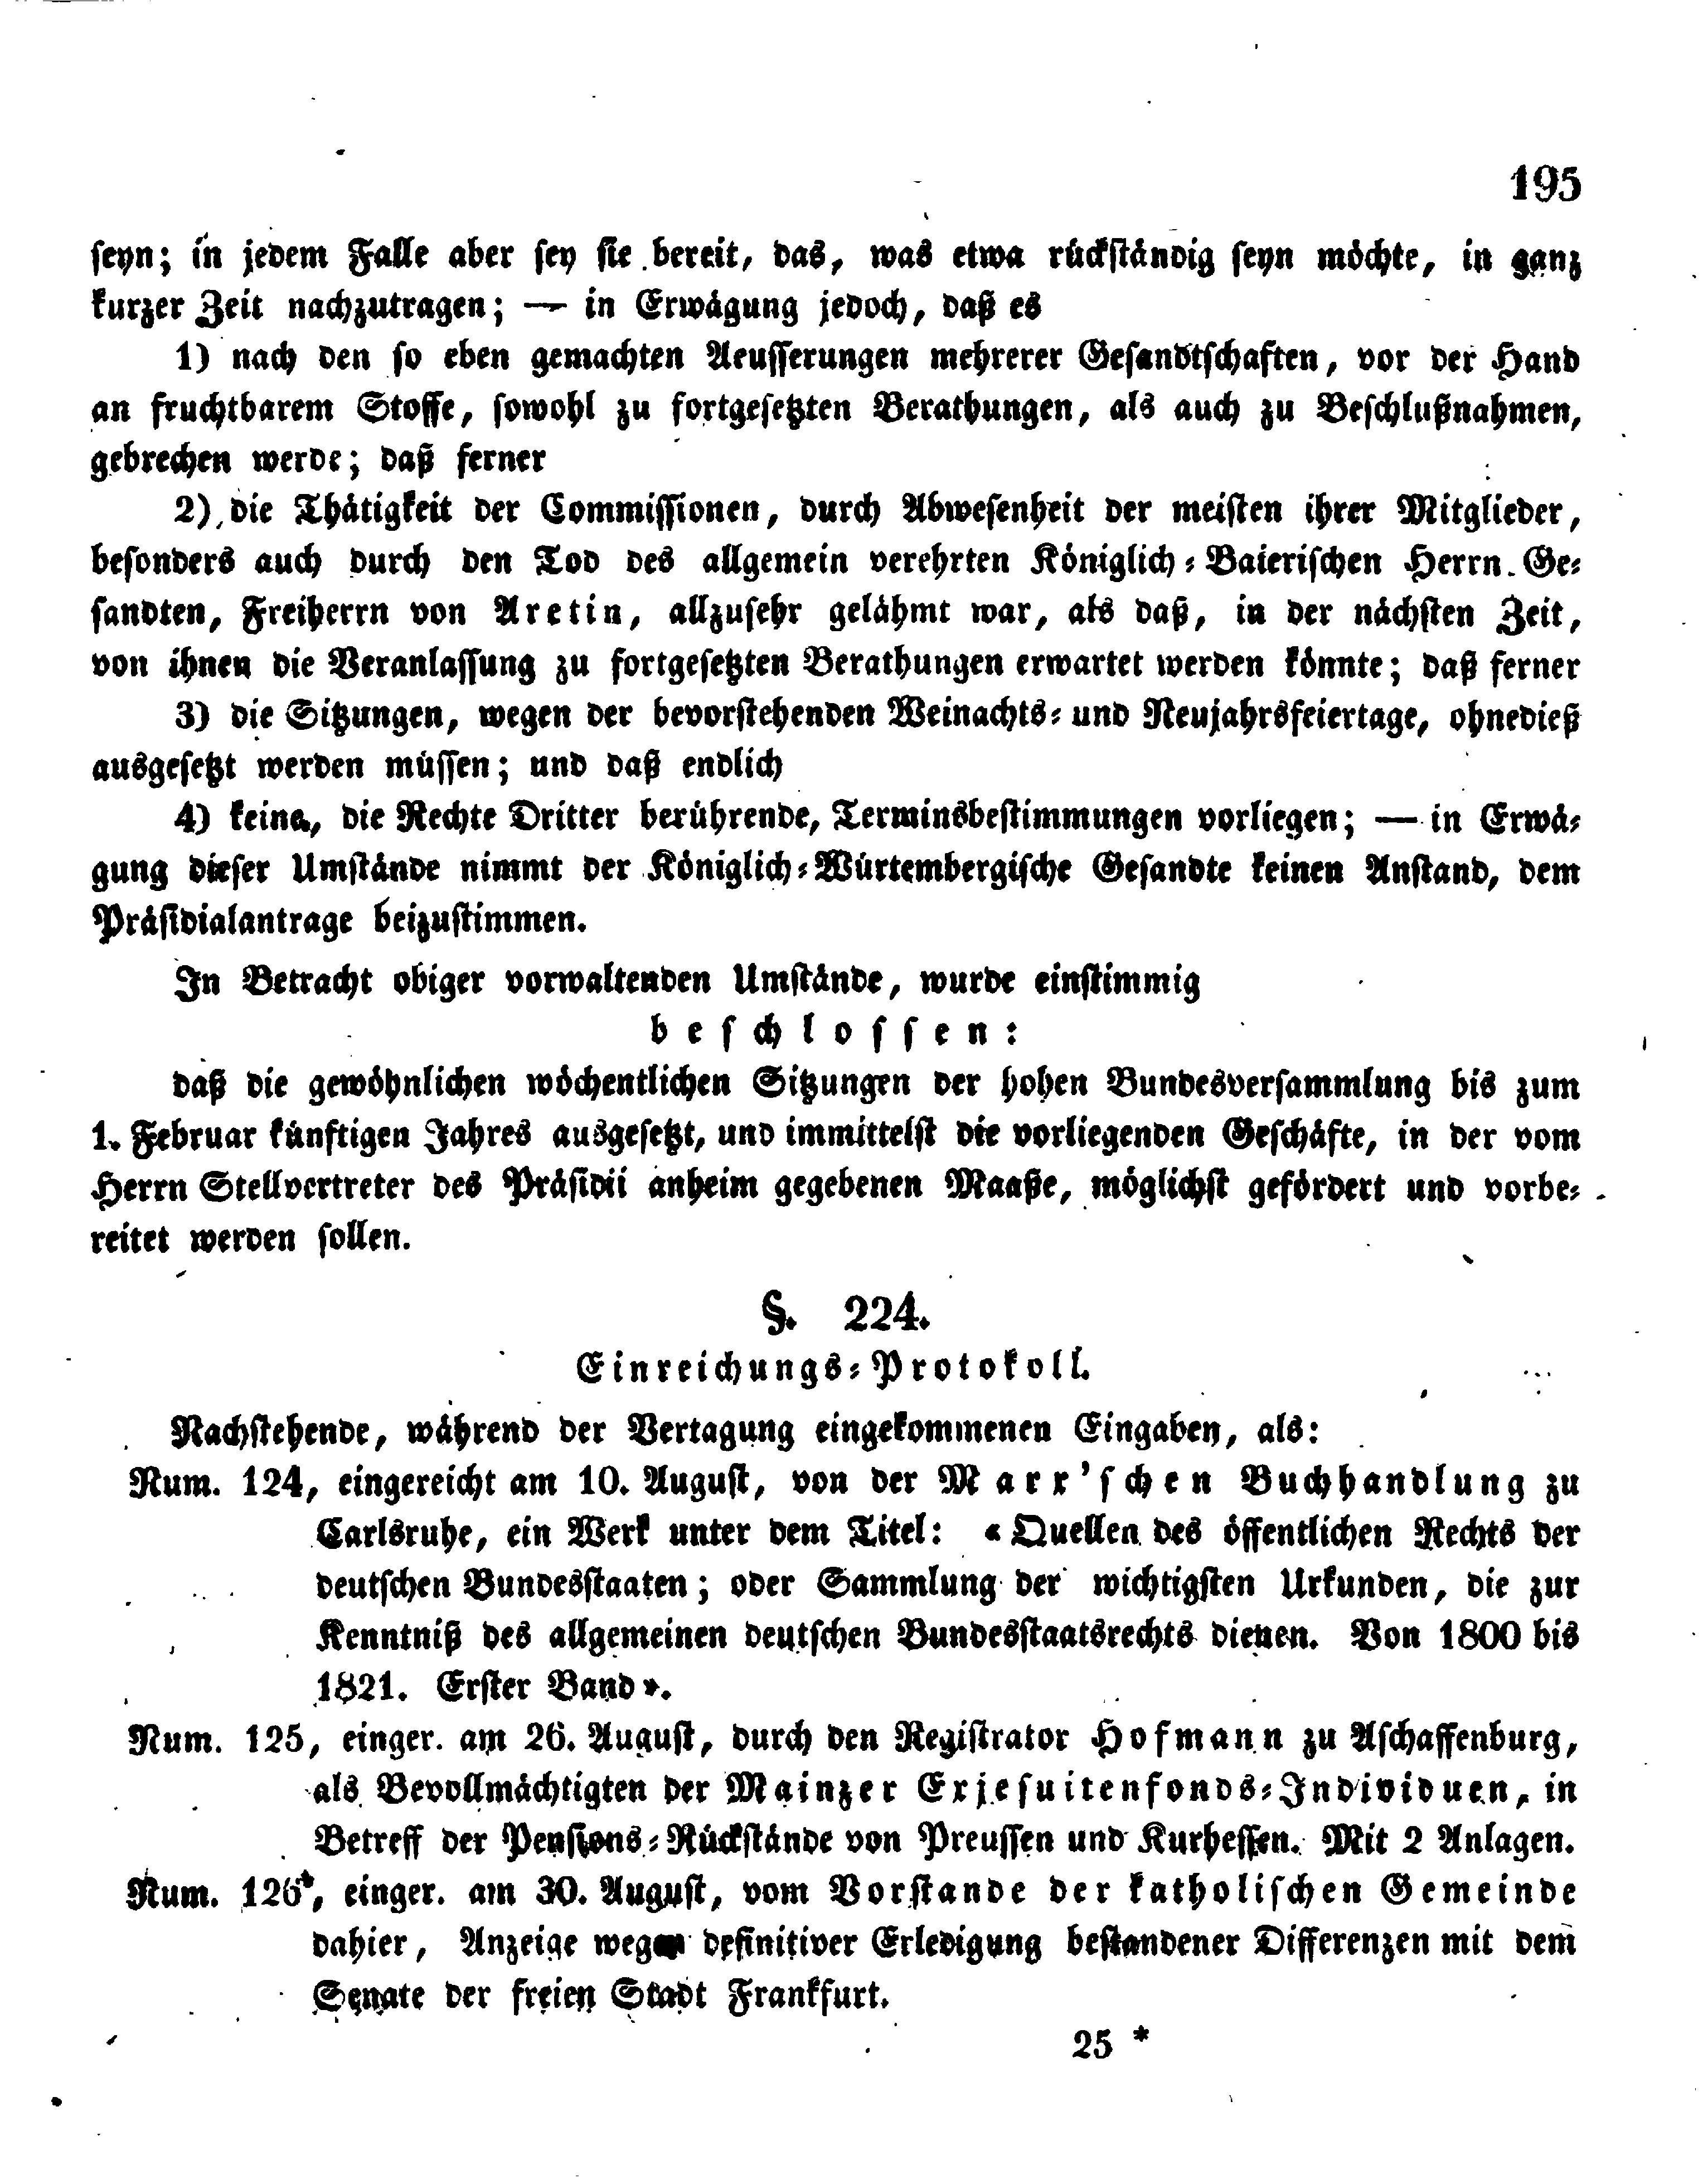 195
seyn; in jedem Falle aber sey sie bereit, das, was etwa rückständig seyn möchte, in ganz
kurzer Zeit nachzutragen; — in Erwägung jedoch, daß es
1) nach den so eben gemachten Aeusserungen mehrerer Gesandtschaften, vor der Hand
an fruchtbarem Stoffe, sowohl zu fortgesetzten Berathungen, als auch zu Beschlußnahmen,
gebrechen werde; daß ferner
2) die Thätigkeit der Commissionen, durch Abwesenheit der meisten ihrer Mitglieder,
besonders auch durch den Tod des allgemein verehrten Königlich-Baierischen Herrn Ge-
sandten, Freiherrn von Aretin, allzusehr gelähmt war, als daß, in der nächsten Zeit,
von ihnen die Veranlassung zu fortgesetzten Berathungen erwartet werden könnte; daß ferner
3) die Sitzungen, wegen der bevorstehenden Weinachts- und Neujahrsfeiertage, ohnedieß
ausgesetzt werden müssen; und daß endlich
4) keine, die Rechte Dritter berührende, Terminsbestimmungen vorliegen; — in Erwä-
gung dieser Umstände nimmt der Königlich-Würtembergische Gesandte keinen Anstand, dem
Präsidialantrage beizustimmen.
In Betracht obiger vorwaltenden Umstände, wurde einstimmig
beschlossen:
daß die gewöhnlichen wöchentlichen Sitzungen der hohen Bundesversammlung bis zum
1. Februar künftigen Jahres ausgesetzt, und immittelst die vorliegenden Geschäfte, in der vom
Herrn Stellvertreter des Präsidii anheim gegebenen Maaße, möglichst gefördert und vorbe-
reitet werden sollen.
§. 224.
Einreichungs-Protokoll.
Nachstehende, während der Vertagung eingekommenen Eingaben, als:
Num. 124, eingereicht am 10. August, von der Marx'schen Buchhandlung zu
Carlsruhe, ein Werk unter dem Titel: «Quellen des öffentlichen Rechts der
deutschen Bundesstaaten; oder Sammlung der wichtigsten Urkunden, die zur
Kenntniß des allgemeinen deutschen Bundesstaatsrechts dienen. Von 1800 bis
1821. Erster Band».
Num. 125, einger. am 26. August, durch den Registrator Hofmann zu Aschaffenburg,
als Bevollmächtigten der Mainzer Exjesuitenfonds-Individuen, in
Betreff der Pensions-Rückstände von Preussen und Kurhessen. Mit 2 Anlagen.
Num. 126, einger. am 30. August, vom Vorstande der katholischen Gemeinde
dahier, Anzeige wegen definitiver Erledigung bestandener Differenzen mit dem
Senate der freien Stadt Frankfurt.
25 *